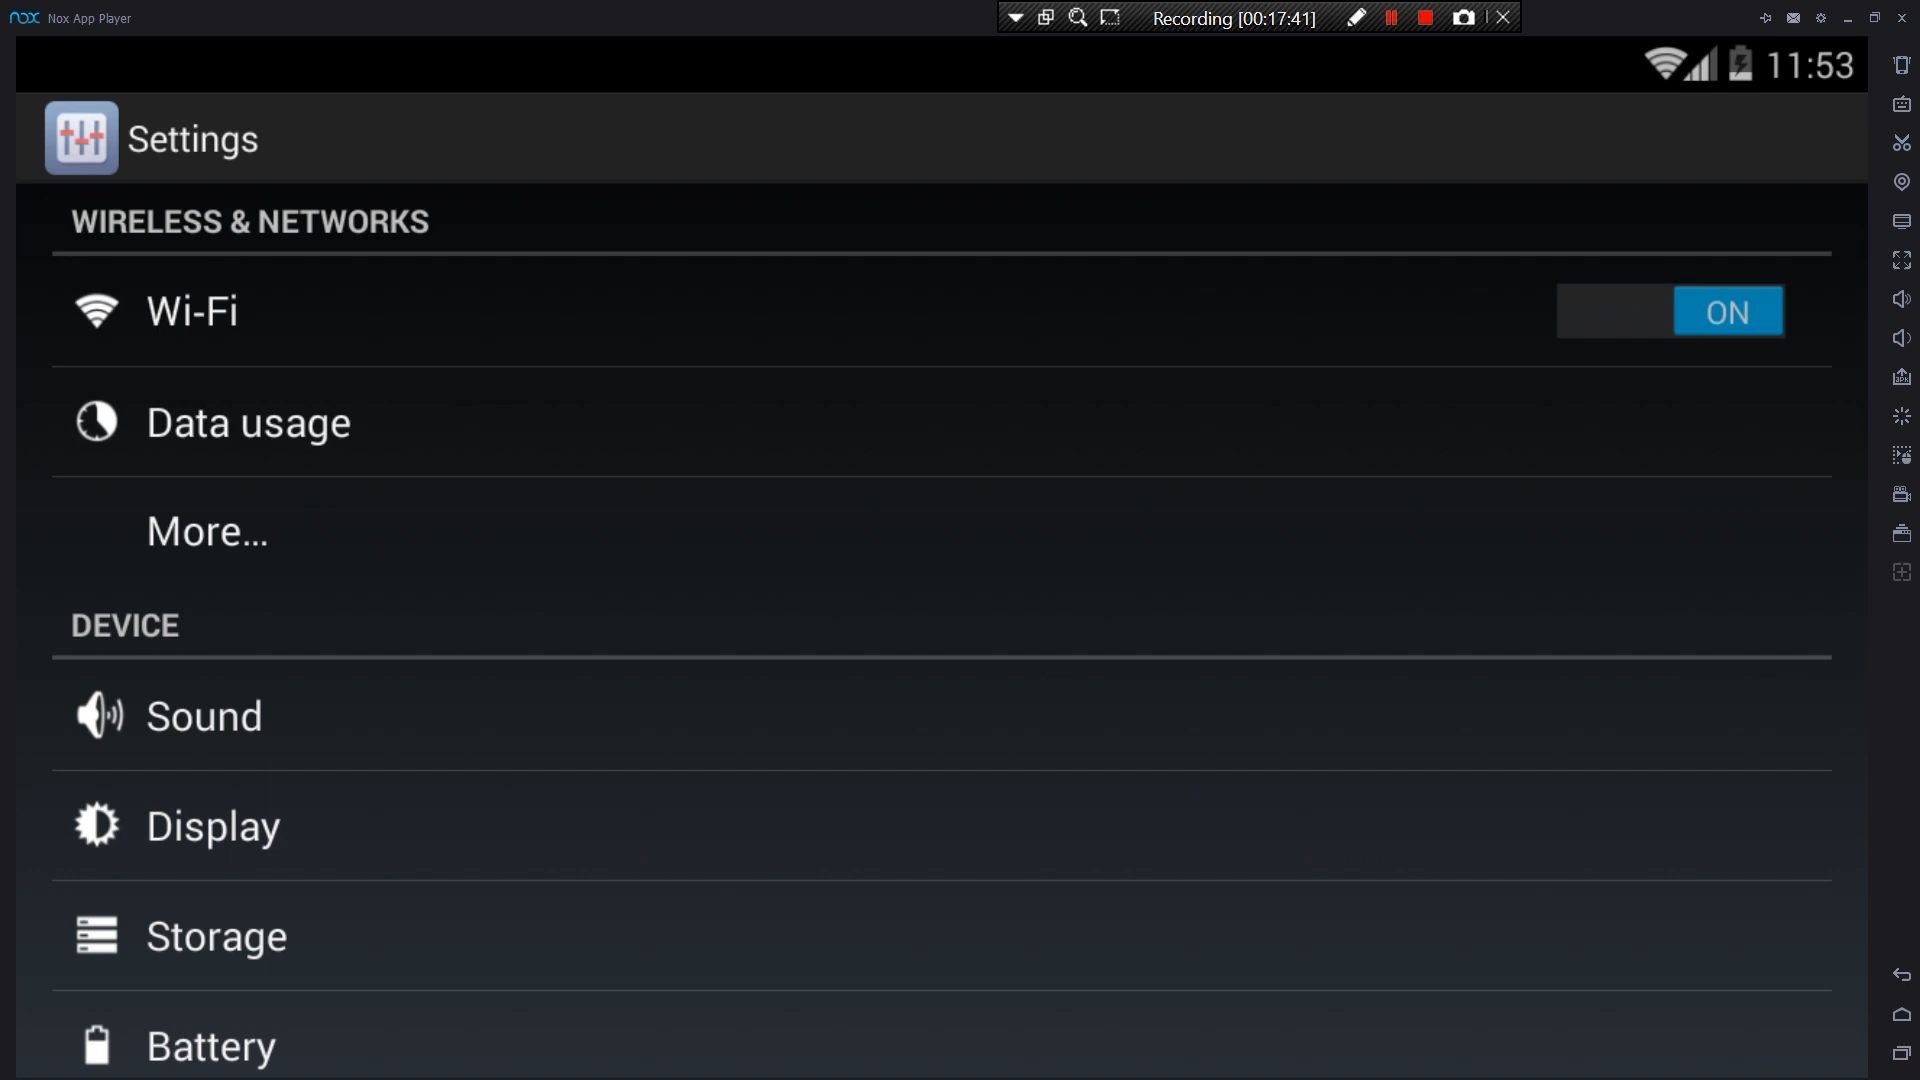 nox Nox App Player
Recording [00:17:41]
11:53
Settings
WIRELESS & NETWORKS
Wi-Fi
ON
Data usage
More...
DEVICE
Sound
Display
Storage
Battery